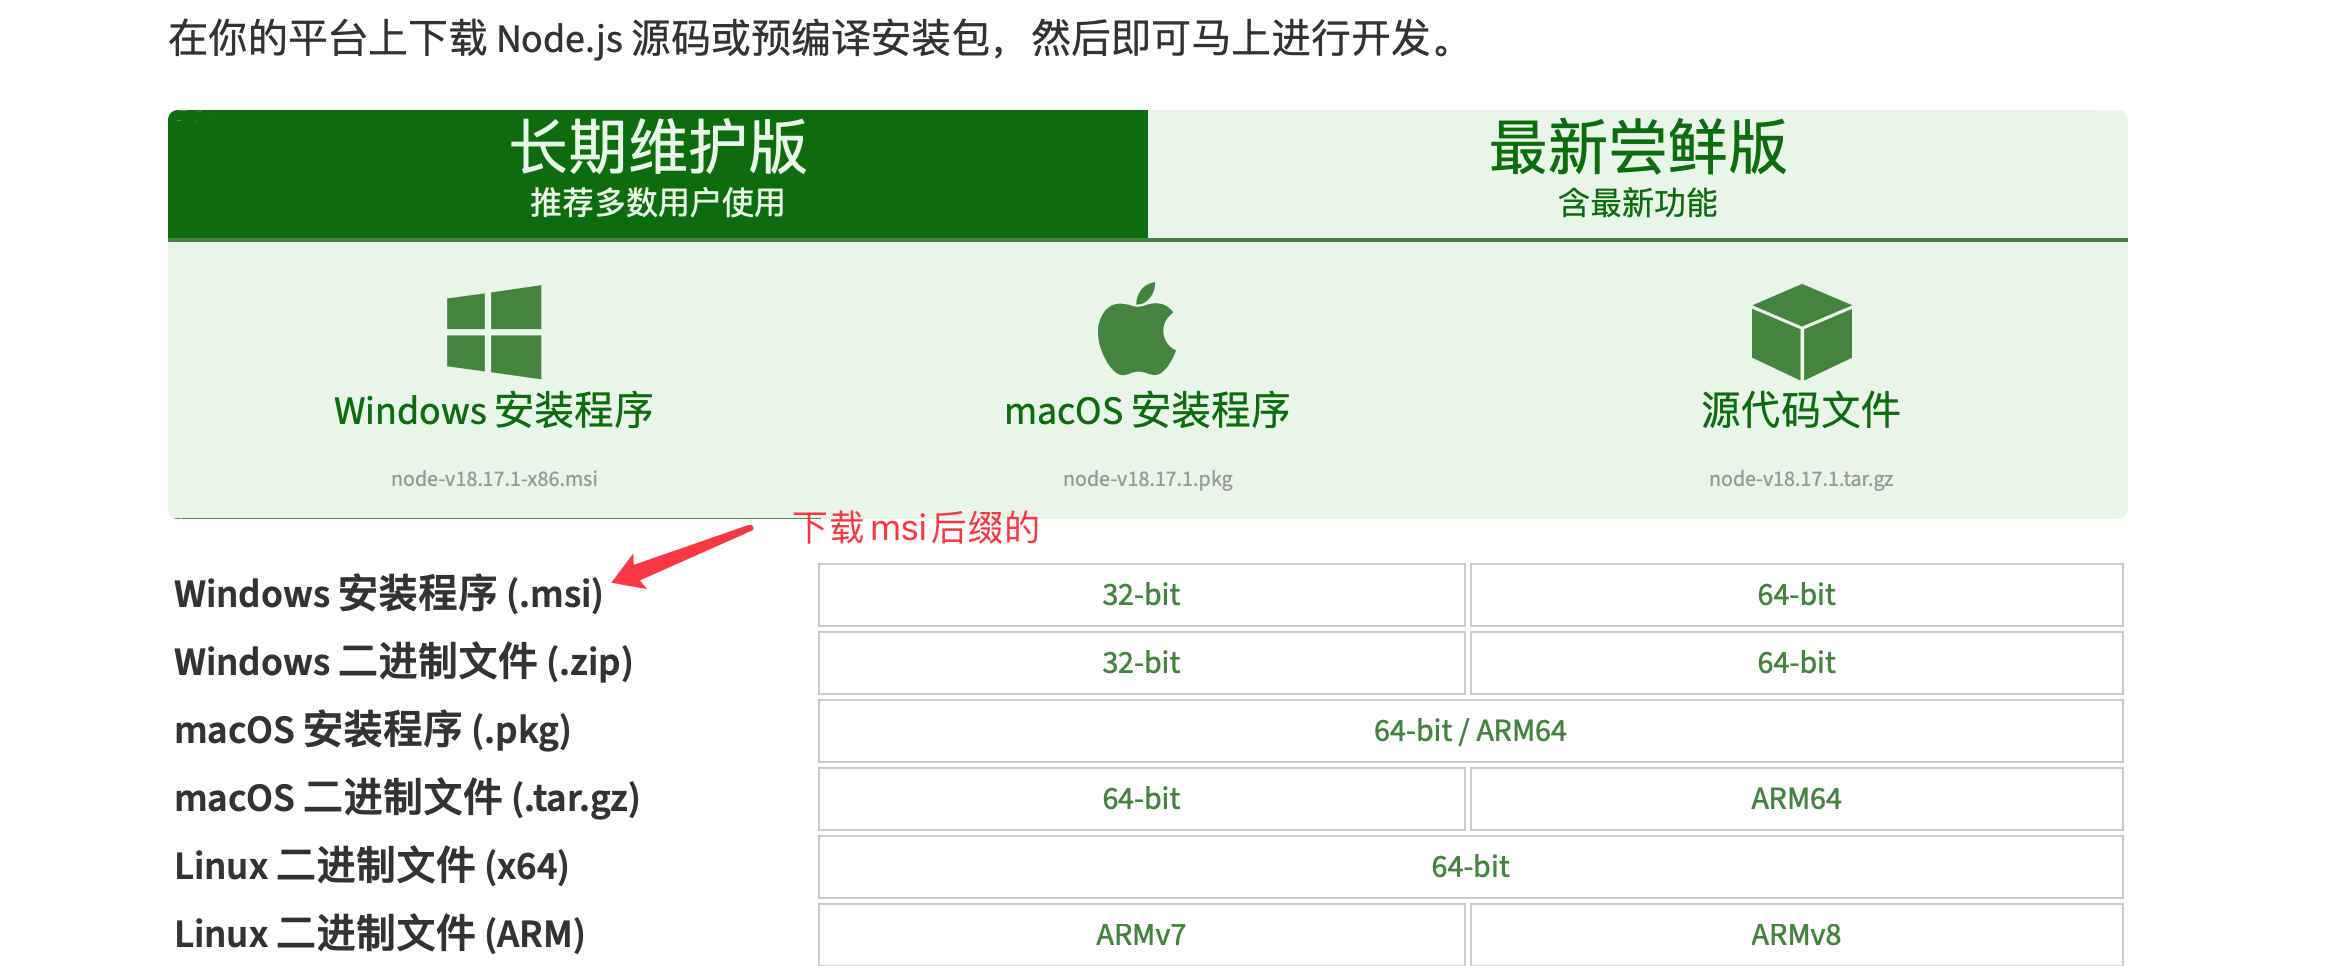 在你的平台上下载 Node.js 源码或预编译安装包，然后即可马上进行开发。
长期维护版
推荐多数用户使用
最新尝鲜版
含最新功能
Windows 安装程序
node-v18.17.1-x86.msi
macOS 安装程序
node-v18.17.1.pkg
源代码文件
node-v18.17.1.tar.gz
下载msi后缀的
Windows 安装程序 (.msi) 32-bit 64-bit
Windows 二进制文件 (.zip) 32-bit 64-bit
macOS 安装程序 (.pkg) 64-bit / ARM64
macOS 二进制文件 (.tar.gz) 64-bit ARM64
Linux 二进制文件 (x64) 64-bit
Linux 二进制文件 (ARM) ARMv7 ARMv8